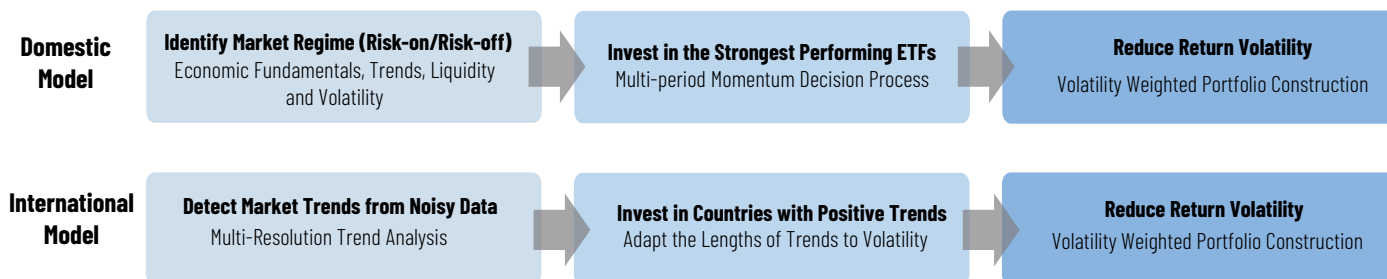 Domestic
Model
Identify Market Regime (Risk-on/Risk-off)
Economic Fundamentals, Trends, Liquidity
and Volatility
Invest in the Strongest Performing ETFs
Multi-period Momentum Decision Process
Reduce Return Volatility
Volatility Weighted Portfolio Construction
International
Model
Detect Market Trends from Noisy Data
Multi-Resolution Trend Analysis
Invest in Countries with Positive Trends
Adapt the Lengths of Trends to Volatility
Reduce Return Volatility
Volatility Weighted Portfolio Construction